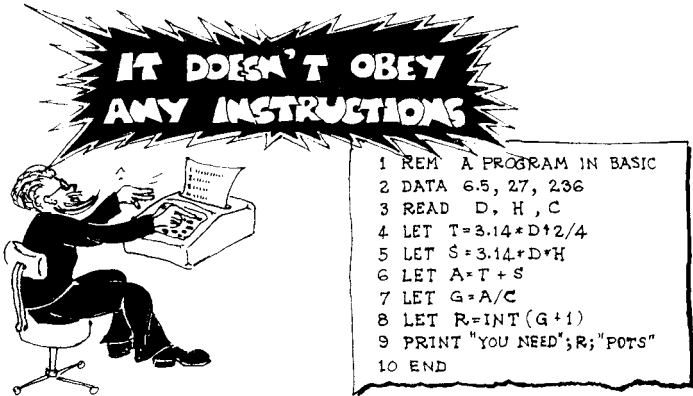 IT DOESN'T OBEY
ANY INSTRUCTIONS
1 REM A PROGRAM IN BASIC
2 DATA 6.5, 27, 236
3 READ D, H, C
4 LET T=3.14*D↑2/4
5 LET S=3.14*D*H
6 LET A=T+S
7 LET G=A/C
8 LET R=INT(G+1)
9 PRINT "YOU NEED";R;"POTS"
10 END